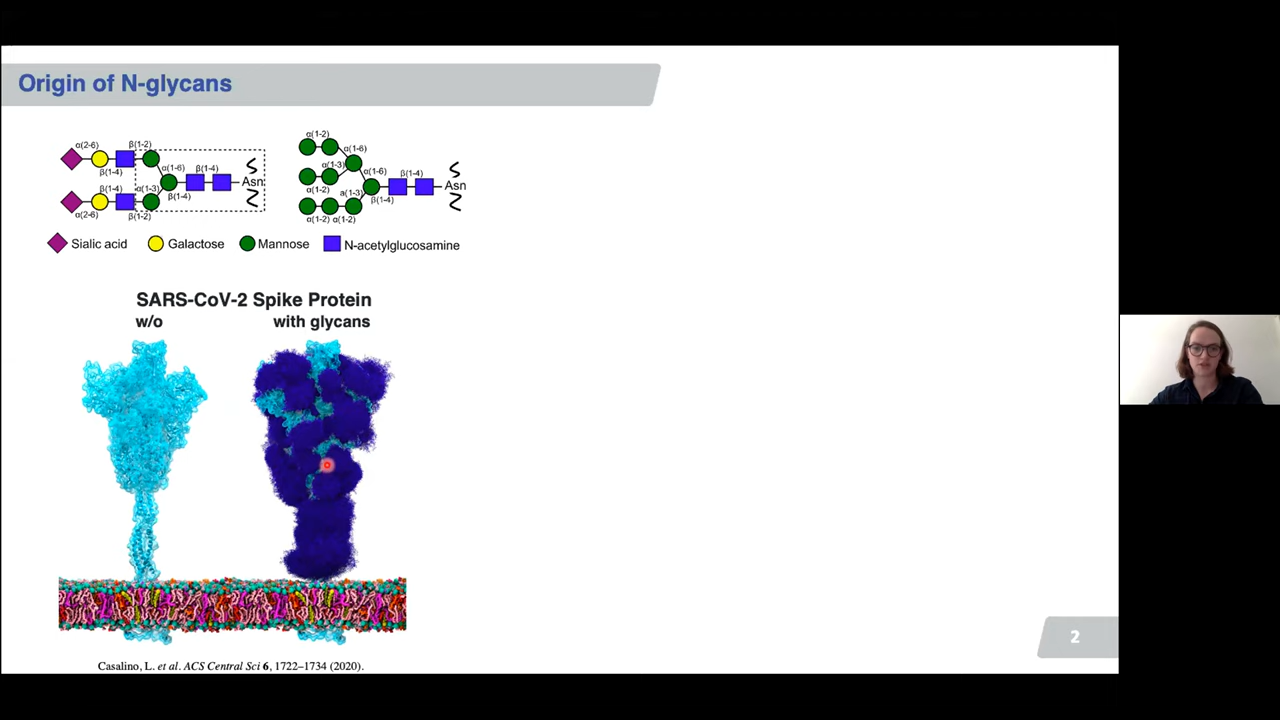 Origin of N-glycans
α(2-6) β(1-2)
β(1-4) α(1-6) β(1-4)
Asn
β(1-4) α(1-3) β(1-4)
α(2-6) β(1-2)
α(1-2)
α(1-6)
α(1-3) α(1-6) β(1-4)
Asn
α(1-2) a(1-3) β(1-4)
α(1-2) α(1-2)
Sialic acid Galactose Mannose N-acetylglucosamine
SARS-CoV-2 Spike Protein
w/o with glycans
2
Casalino, L. et al. ACS Central Sci 6, 1722–1734 (2020).